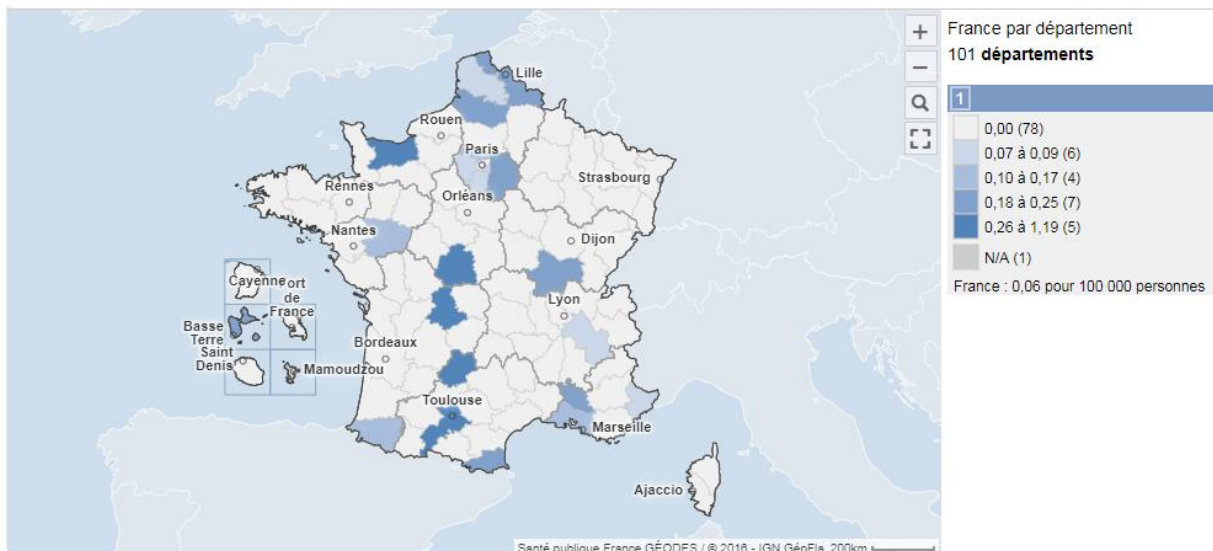 Lille
Rouen
Paris
Strasbourg
Rennes
Orléans
Nantes
Dijon
Cayenne
ort
de
France
Lyon
Basse
Terre
Saint
Denis
Bordeaux
Mamoudzou
Toulouse
Marseille
Ajaccio
Santé publique France GÉODES / © 2016 - IGN GéoFla 200km
+
−
France par département
101 départements
1
0,00 (78)
0,07 à 0,09 (6)
0,10 à 0,17 (4)
0,18 à 0,25 (7)
0,26 à 1,19 (5)
N/A (1)
France : 0,06 pour 100 000 personnes